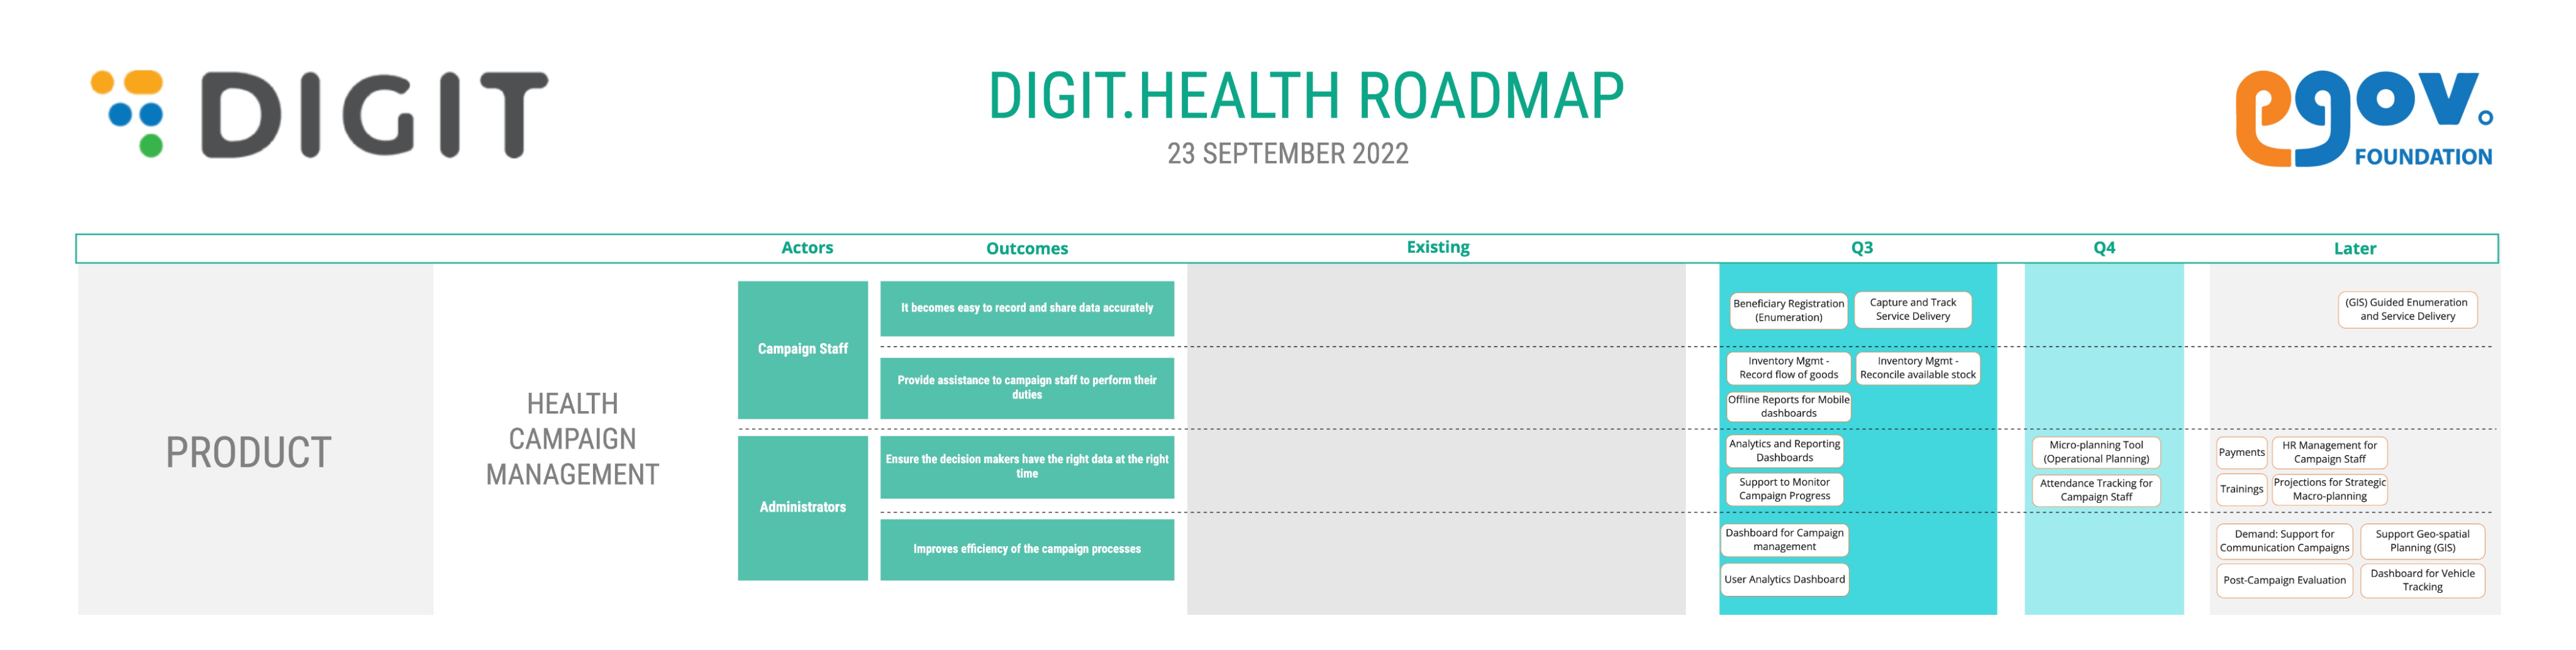 DIGIT
DIGIT.HEALTH ROADMAP
23 SEPTEMBER 2022
egov.
FOUNDATION
Actors
Outcomes
Existing
Q3
Q4
Later
PRODUCT
HEALTH
CAMPAIGN
MANAGEMENT
Campaign Staff
It becomes easy to record and share data accurately
Beneficiary Registration
(Enumeration)
Capture and Track
Service Delivery
(GIS) Guided Enumeration
and Service Delivery
Provide assistance to campaign staff to perform their
duties
Inventory Mgmt -
Record flow of goods
Inventory Mgmt -
Reconcile available stock
Offline Reports for Mobile
dashboards
Administrators
Ensure the decision makers have the right data at the right
time
Analytics and Reporting
Dashboards
Support to Monitor
Campaign Progress
Micro-planning Tool
(Operational Planning)
Attendance Tracking for
Campaign Staff
Payments
HR Management for
Campaign Staff
Trainings
Projections for Strategic
Macro-planning
Improves efficiency of the campaign processes
Dashboard for Campaign
management
User Analytics Dashboard
Demand: Support for
Communication Campaigns
Support Geo-spatial
Planning (GIS)
Post-Campaign Evaluation
Dashboard for Vehicle
Tracking